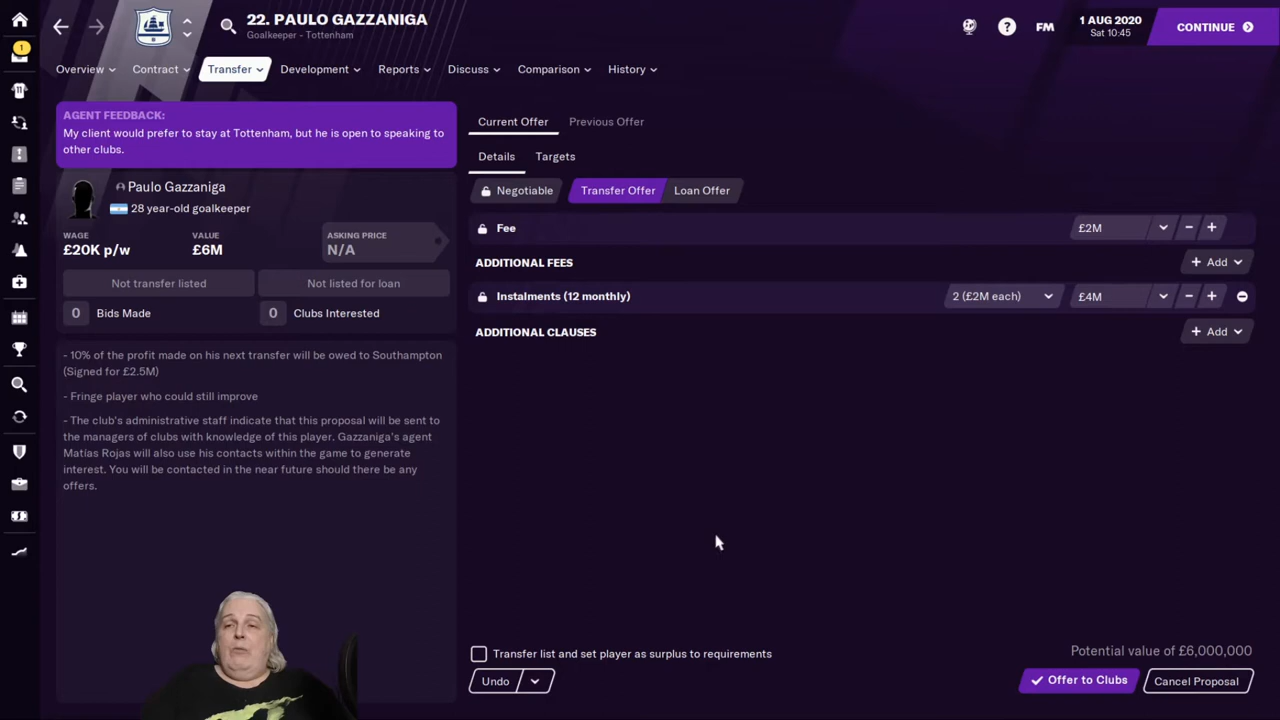 22. PAULO GAZZANIGA
Goalkeeper - Tottenham
FM
1 AUG 2020
Sat 10:45
CONTINUE
1
Overview
Contract
Transfer
Development
Reports
Discuss
Comparison
History
11
AGENT FEEDBACK:
My client would prefer to stay at Tottenham, but he is open to speaking to
other clubs.
Paulo Gazzaniga
28 year-old goalkeeper
WAGE
£20K p/w
VALUE
£6M
ASKING PRICE
N/A
Not transfer listed
Not listed for loan
0 Bids Made
0 Clubs Interested
- 10% of the profit made on his next transfer will be owed to Southampton
(Signed for £2.5M)
- Fringe player who could still improve
- The club's administrative staff indicate that this proposal will be sent to
the managers of clubs with knowledge of this player. Gazzaniga's agent
Matías Rojas will also use his contacts within the game to generate
interest. You will be contacted in the near future should there be any
offers.
Current Offer
Previous Offer
Details
Targets
Negotiable
Transfer Offer
Loan Offer
Fee
£2M
ADDITIONAL FEES
Add
Instalments (12 monthly)
2 (£2M each)
£4M
ADDITIONAL CLAUSES
Add
Transfer list and set player as surplus to requirements
Potential value of £6,000,000
Undo
Offer to Clubs
Cancel Proposal